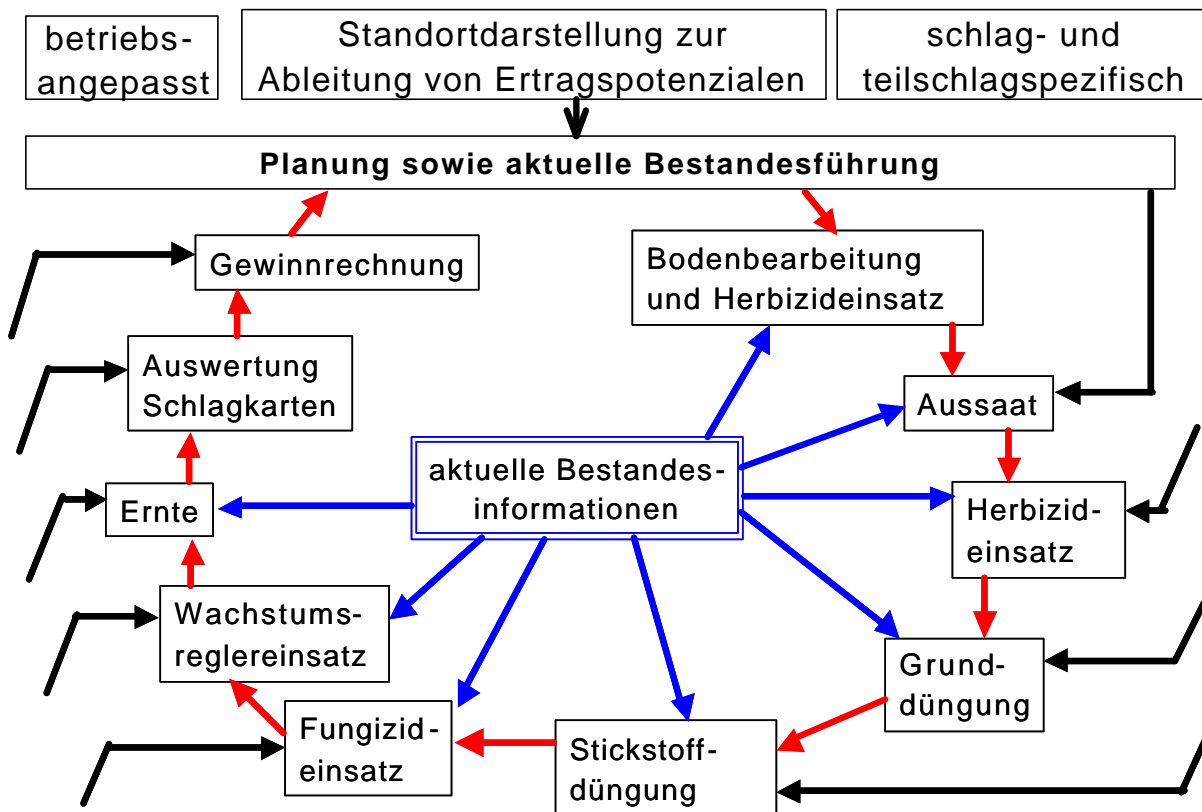 betriebs-
angepasst
Standortdarstellung zur
Ableitung von Ertragspotenzialen
schlag- und
teilschlagspezifisch
Planung sowie aktuelle Bestandesführung
Gewinnrechnung
Bodenbearbeitung
und Herbizideinsatz
Auswertung
Schlagkarten
Aussaat
aktuelle Bestandes-
informationen
Ernte
Herbizid-
einsatz
Wachstums-
reglereinsatz
Grund-
düngung
Fungizid-
einsatz
Stickstoff-
düngung